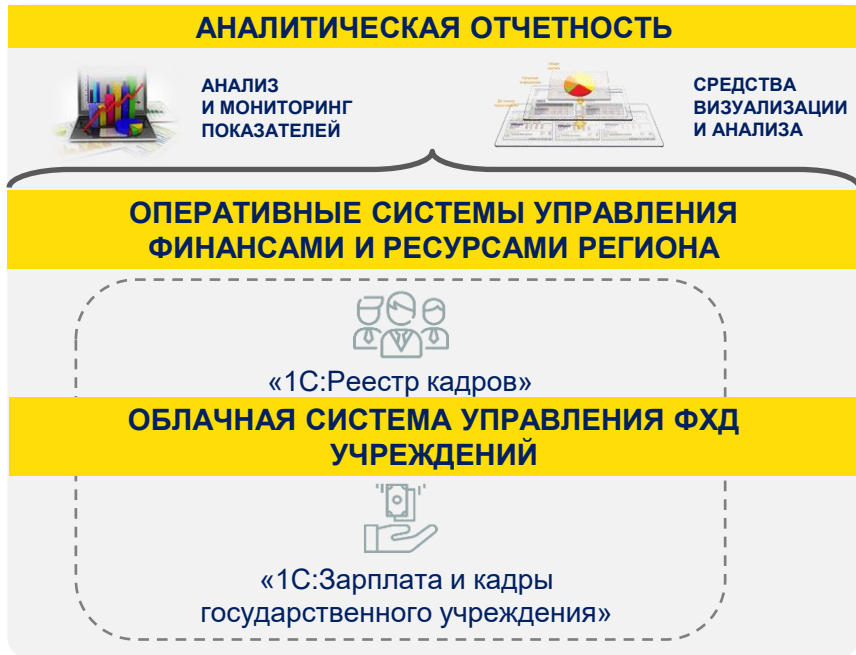 АНАЛИТИЧЕСКАЯ ОТЧЕТНОСТЬ
АНАЛИЗ
И МОНИТОРИНГ
ПОКАЗАТЕЛЕЙ
СРЕДСТВА
ВИЗУАЛИЗАЦИИ
И АНАЛИЗА
ОПЕРАТИВНЫЕ СИСТЕМЫ УПРАВЛЕНИЯ
ФИНАНСАМИ И РЕСУРСАМИ РЕГИОНА
«1С:Реестр кадров»
ОБЛАЧНАЯ СИСТЕМА УПРАВЛЕНИЯ ФХД
УЧРЕЖДЕНИЙ
«1С:Зарплата и кадры
государственного учреждения»